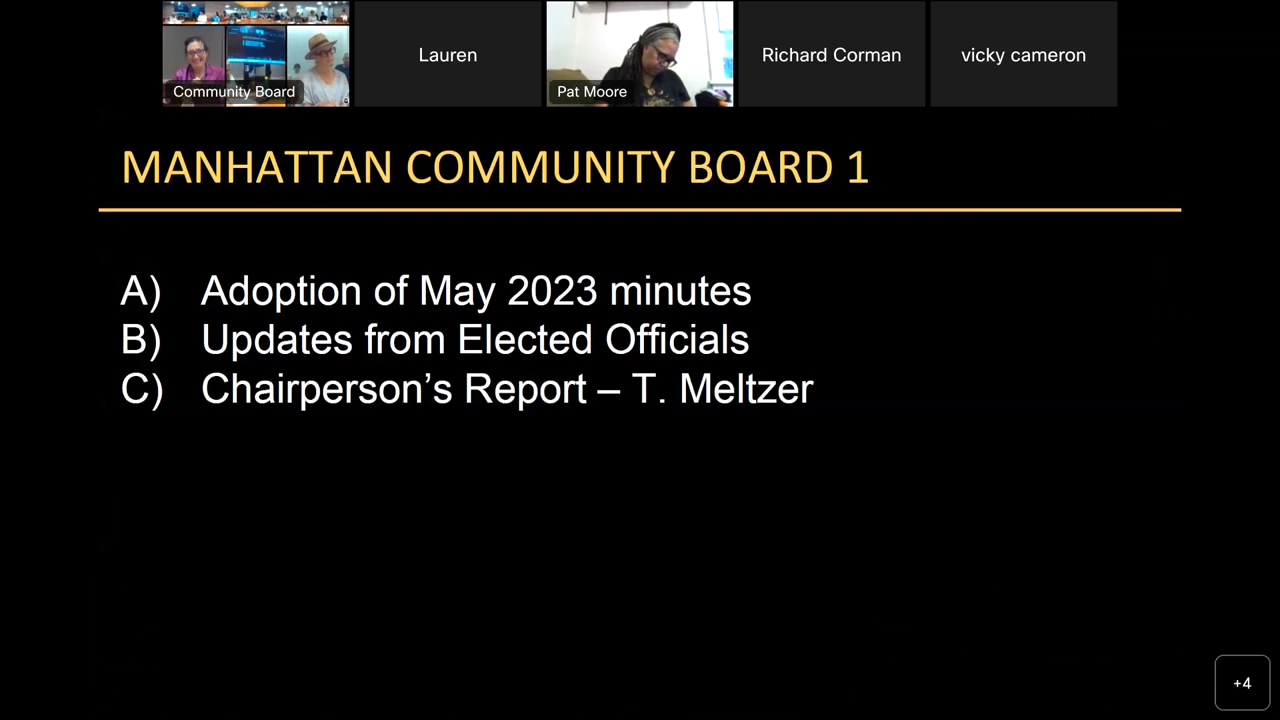 Community Board
Lauren
Pat Moore
Richard Corman
vicky cameron
MANHATTAN COMMUNITY BOARD 1
A) Adoption of May 2023 minutes
B) Updates from Elected Officials
C) Chairperson’s Report – T. Meltzer
+4